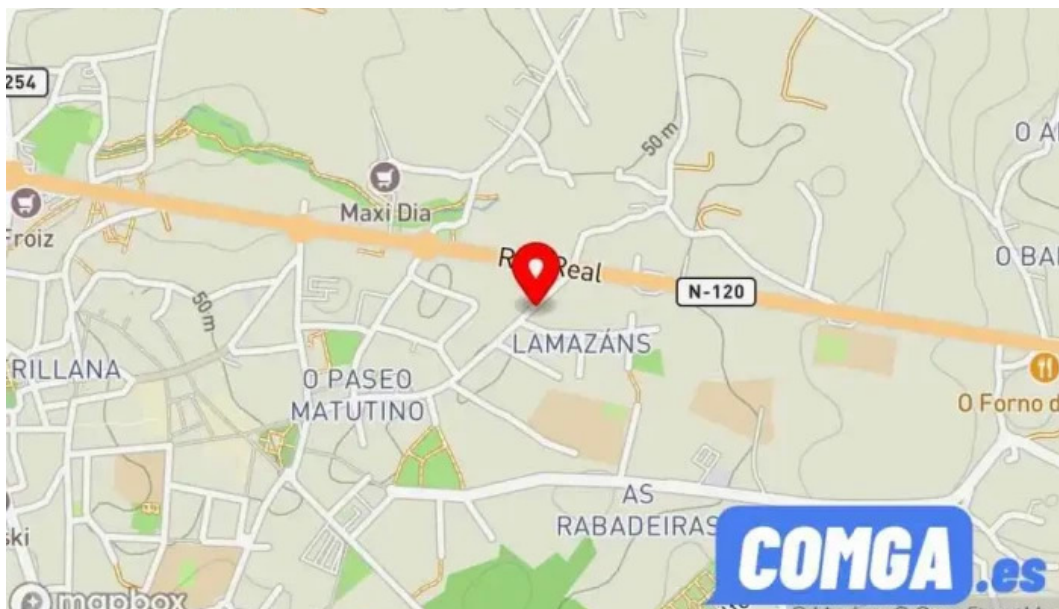 254
50 m
O A
Maxi Dia
Froiz
Real
O BA
N-120
50 m
LAMAZÁNS
RILLANA
O PASEO
MATUTINO
O Forno d
AS
RABADEIRAS
ski
COMGA.es
mapbox